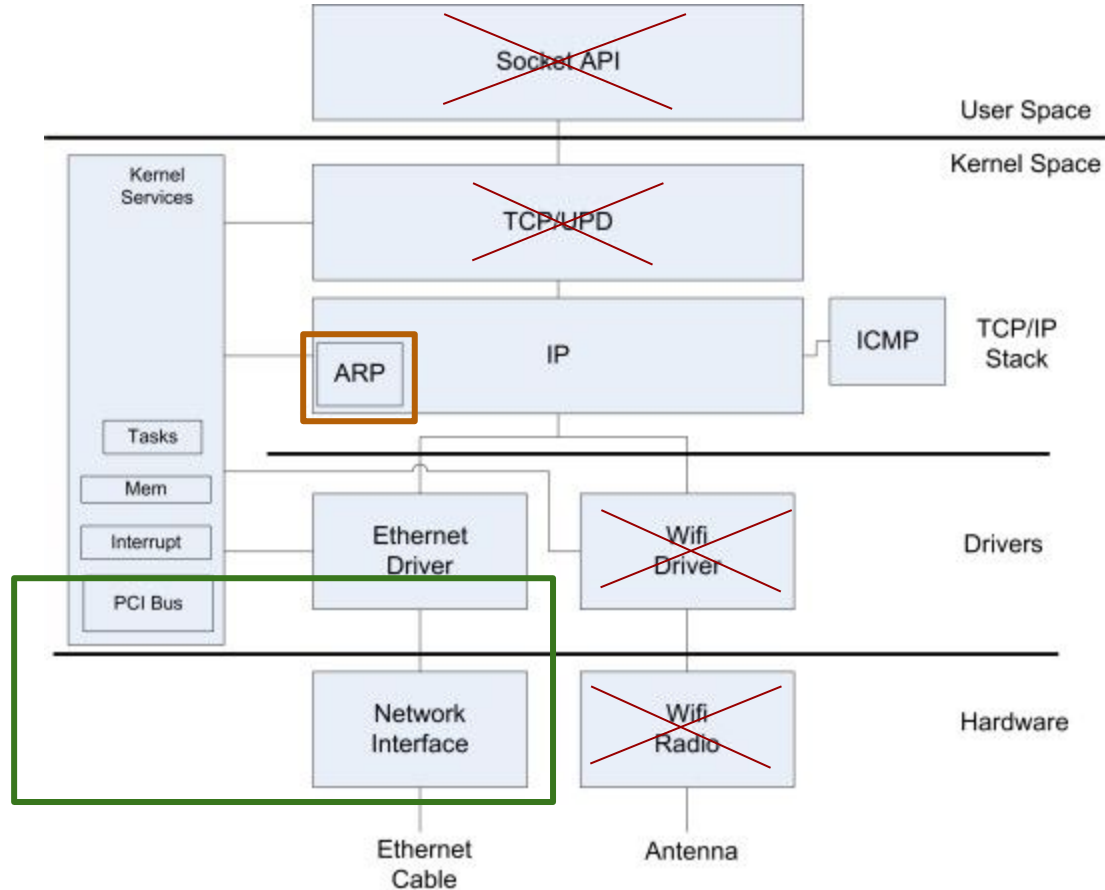 Socket API
User Space
Kernel Space
Kernel
Services
TCP/UPD
IP
ARP
ICMP
TCP/IP
Stack
Tasks
Mem
Interrupt
PCI Bus
Ethernet
Driver
Wifi
Driver
Drivers
Network
Interface
Wifi
Radio
Hardware
Ethernet
Cable
Antenna